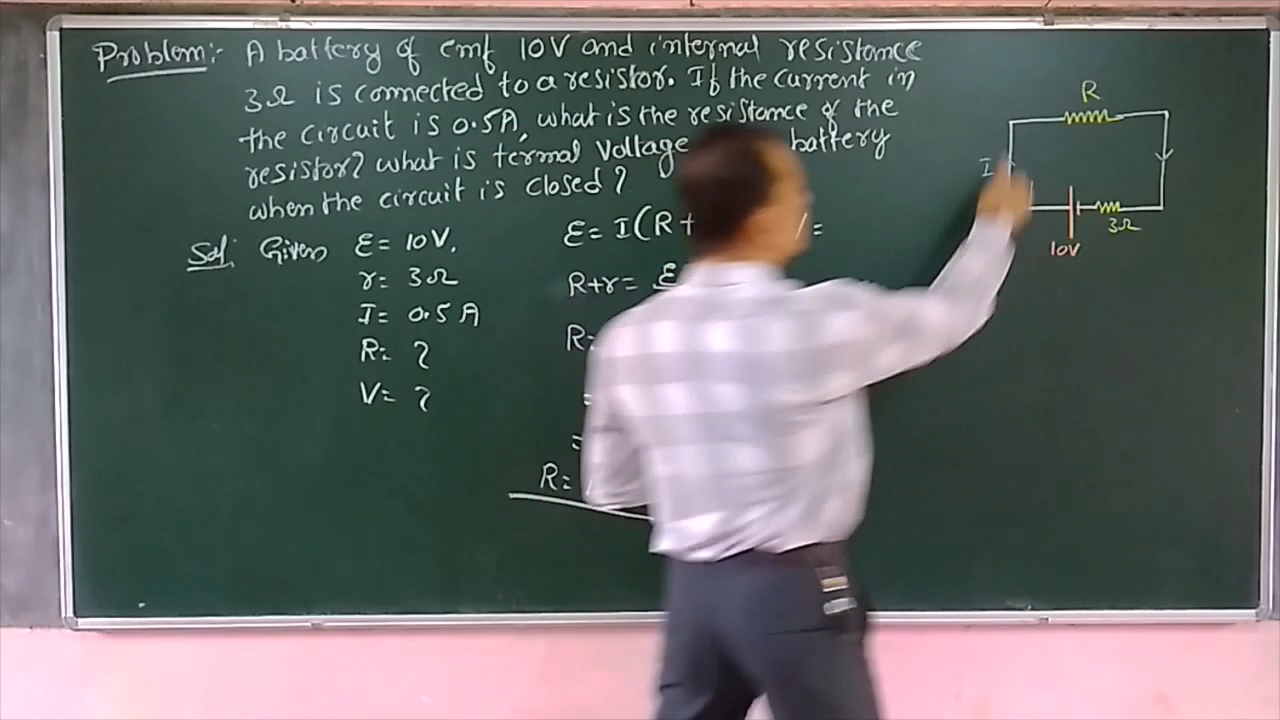 Problem:- A battery of emf 10V and internal resistance
3Ω is connected to a resistor. If the current in
the circuit is 0.5A, what is the resistance of the
resistor? what is termal Voltage battery
when the circuit is closed?
Sol. Given ε = 10V,
r = 3Ω
I = 0.5 A
R = ?
V = ?
ε = I(R+
R+r = ε
R=
=
=
R=
=
R
I
3Ω
10V